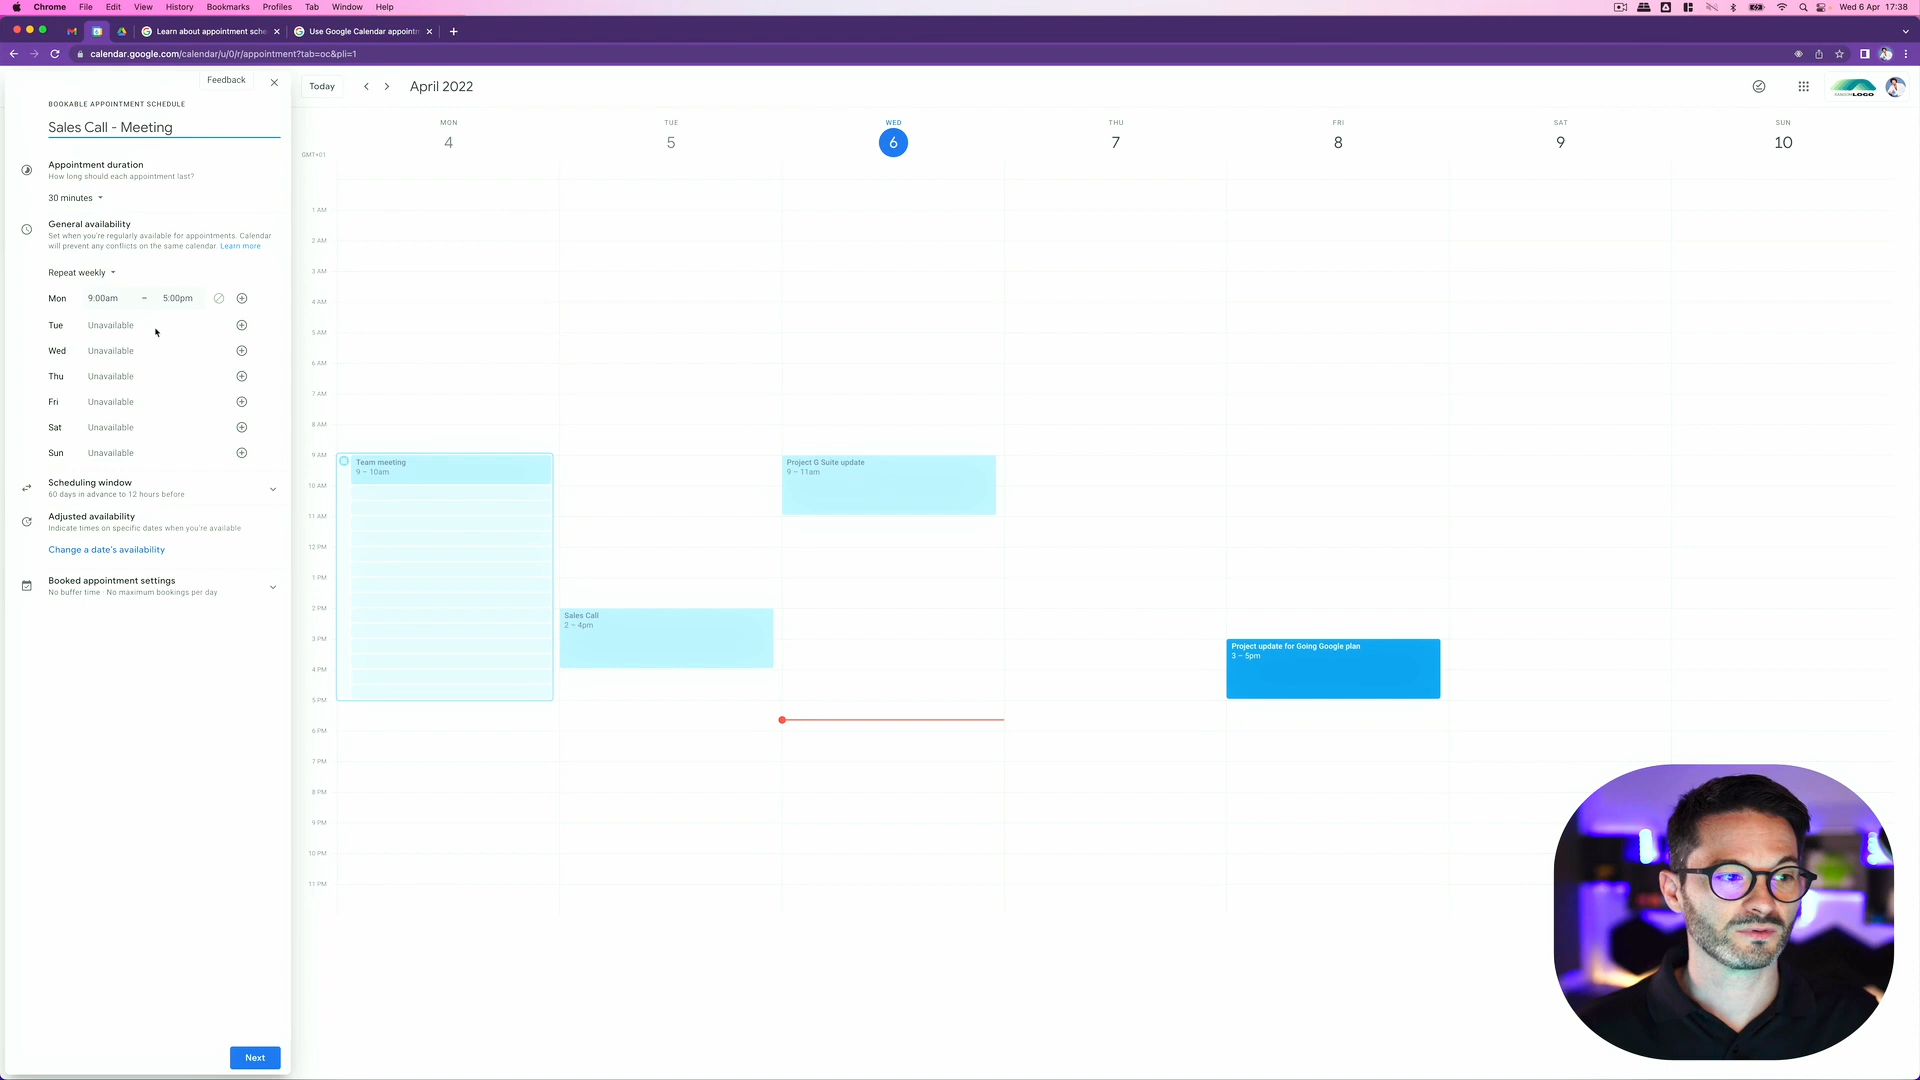 Chrome File Edit View History Bookmarks Profiles Tab Window Help Wed 6 Apr 17:38
Learn about appointment sche Use Google Calendar appointn
calendar.google.com/calendar/u/0/r/appointment?tab=oc&pli=1
Feedback
BOOKABLE APPOINTMENT SCHEDULE
Sales Call - Meeting
Appointment duration
How long should each appointment last?
30 minutes
General availability
Set when you're regularly available for appointments. Calendar
will prevent any conflicts on the same calendar. Learn more
Repeat weekly
Mon 9:00am – 5:00pm
Tue Unavailable
Wed Unavailable
Thu Unavailable
Fri Unavailable
Sat Unavailable
Sun Unavailable
Scheduling window
60 days in advance to 12 hours before
Adjusted availability
Indicate times on specific dates when you're available
Change a date's availability
Booked appointment settings
No buffer time · No maximum bookings per day
Next
Today April 2022
RANDOMLOGO
MON TUE WED THU FRI SAT SUN
4 5 6 7 8 9 10
GMT+01
1 AM
2 AM
3 AM
4 AM
5 AM
6 AM
7 AM
8 AM
9 AM
10 AM
11 AM
12 PM
1 PM
2 PM
3 PM
4 PM
5 PM
6 PM
7 PM
8 PM
9 PM
10 PM
11 PM
Team meeting
9 – 10am
Sales Call
2 – 4pm
Project G Suite update
9 – 11am
Project update for Going Google plan
3 – 5pm